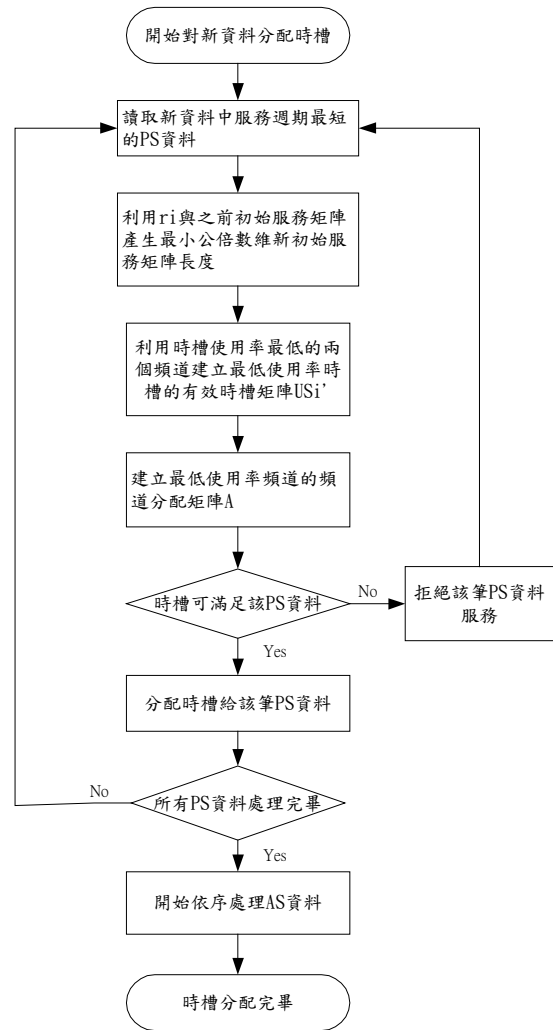 開始對新資料分配時槽
讀取新資料中服務週期最短
的PS資料
利用ri與之前初始服務矩陣
產生最小公倍數維新初始服
務矩陣長度
利用時槽使用率最低的兩
個頻道建立最低使用率時
槽的有效時槽矩陣USi’
建立最低使用率頻道的頻
道分配矩陣A
時槽可滿足該PS資料
No
拒絕該筆PS資料
服務
Yes
分配時槽給該筆PS資料
No
所有PS資料處理完畢
Yes
開始依序處理AS資料
時槽分配完畢